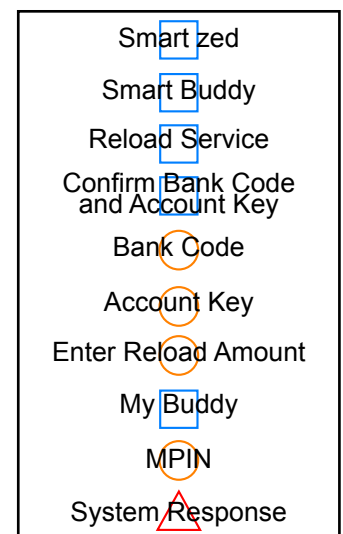 Smart zed
Smart Buddy
Reload Service
Confirm Bank Code
and Account Key
Bank Code
Account Key
Enter Reload Amount
My Buddy
MPIN
System Response